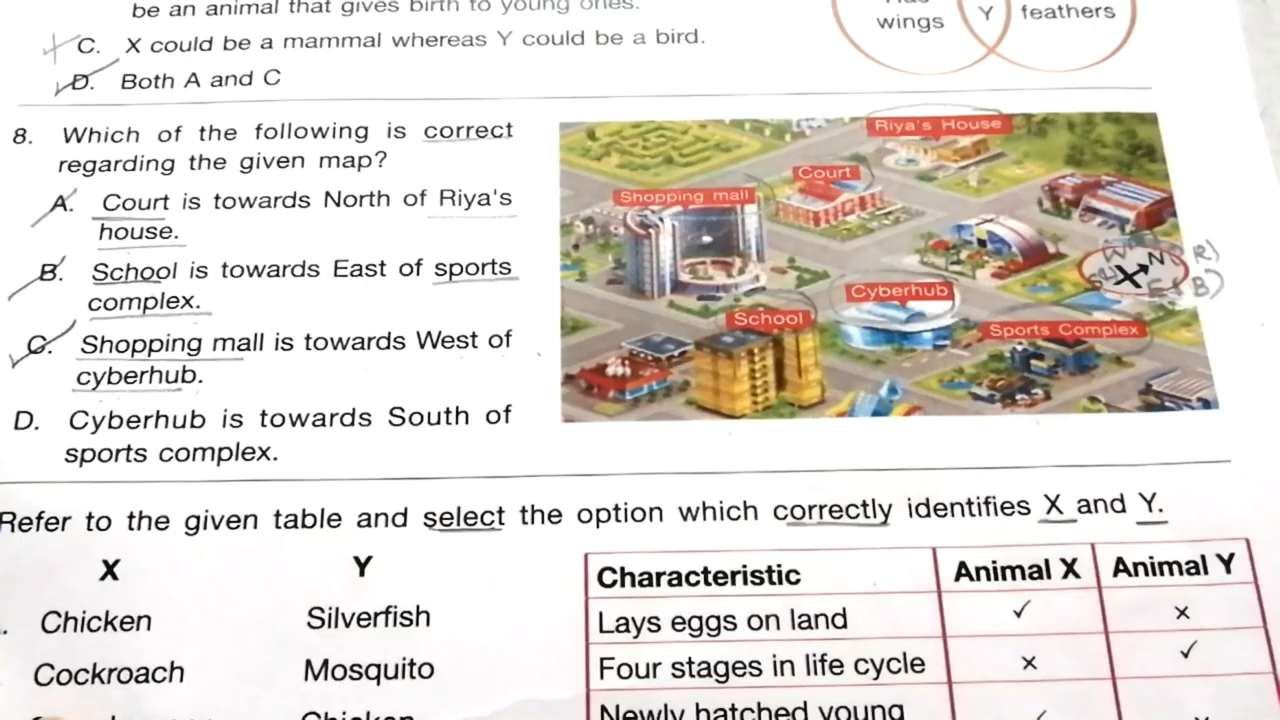 be an animal that gives birth to young ones.
C. X could be a mammal whereas Y could be a bird.
D. Both A and C
wings
Y
feathers
8. Which of the following is correct
regarding the given map?
A. Court is towards North of Riya's
house.
B. School is towards East of sports
complex.
C. Shopping mall is towards West of
cyberhub.
D. Cyberhub is towards South of
sports complex.
Riya's House
Court
Shopping mall
Cyberhub
School
Sports Complex
W
N
E
R)
B)
Refer to the given table and select the option which correctly identifies X and Y.
X Y
Chicken Silverfish
Cockroach Mosquito
Chicken
Characteristic Animal X Animal Y
Lays eggs on land ✓ ×
Four stages in life cycle × ✓
Newly hatched young